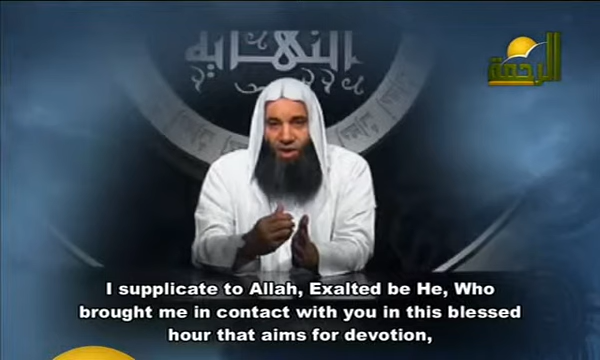 النهاية
الرحمة
I supplicate to Allah, Exalted be He, Who
brought me in contact with you in this blessed
hour that aims for devotion,